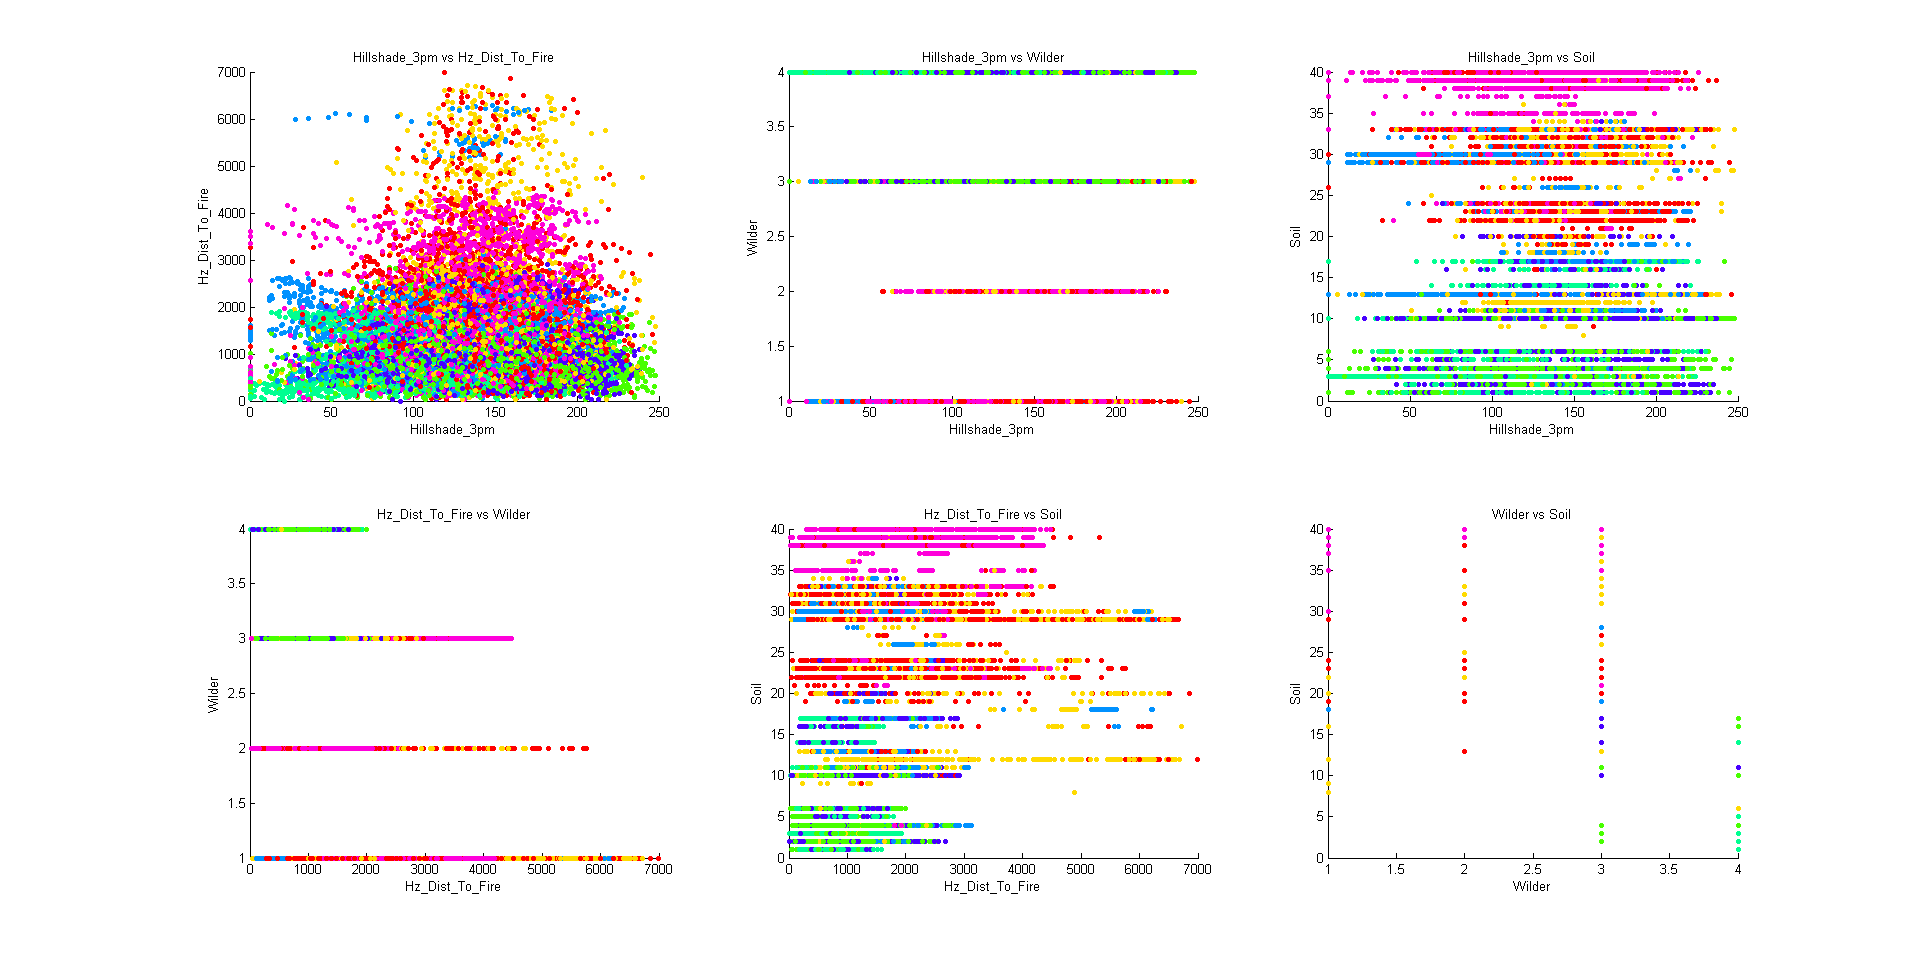 Hillshade_3pm vs Hz_Dist_To_Fire
7000
6000
5000
4000
3000
2000
1000
0
Hz_Dist_To_Fire
0 50 100 150 200 250
Hillshade_3pm
Hillshade_3pm vs Wilder
4
3.5
3
2.5
2
1.5
1
Wilder
0 50 100 150 200 250
Hillshade_3pm
Hillshade_3pm vs Soil
40
35
30
25
20
15
10
5
0
Soil
0 50 100 150 200 250
Hillshade_3pm
Hz_Dist_To_Fire vs Wilder
4
3.5
3
2.5
2
1.5
1
Wilder
0 1000 2000 3000 4000 5000 6000 7000
Hz_Dist_To_Fire
Hz_Dist_To_Fire vs Soil
40
35
30
25
20
15
10
5
0
Soil
0 1000 2000 3000 4000 5000 6000 7000
Hz_Dist_To_Fire
Wilder vs Soil
40
35
30
25
20
15
10
5
0
Soil
1 1.5 2 2.5 3 3.5 4
Wilder